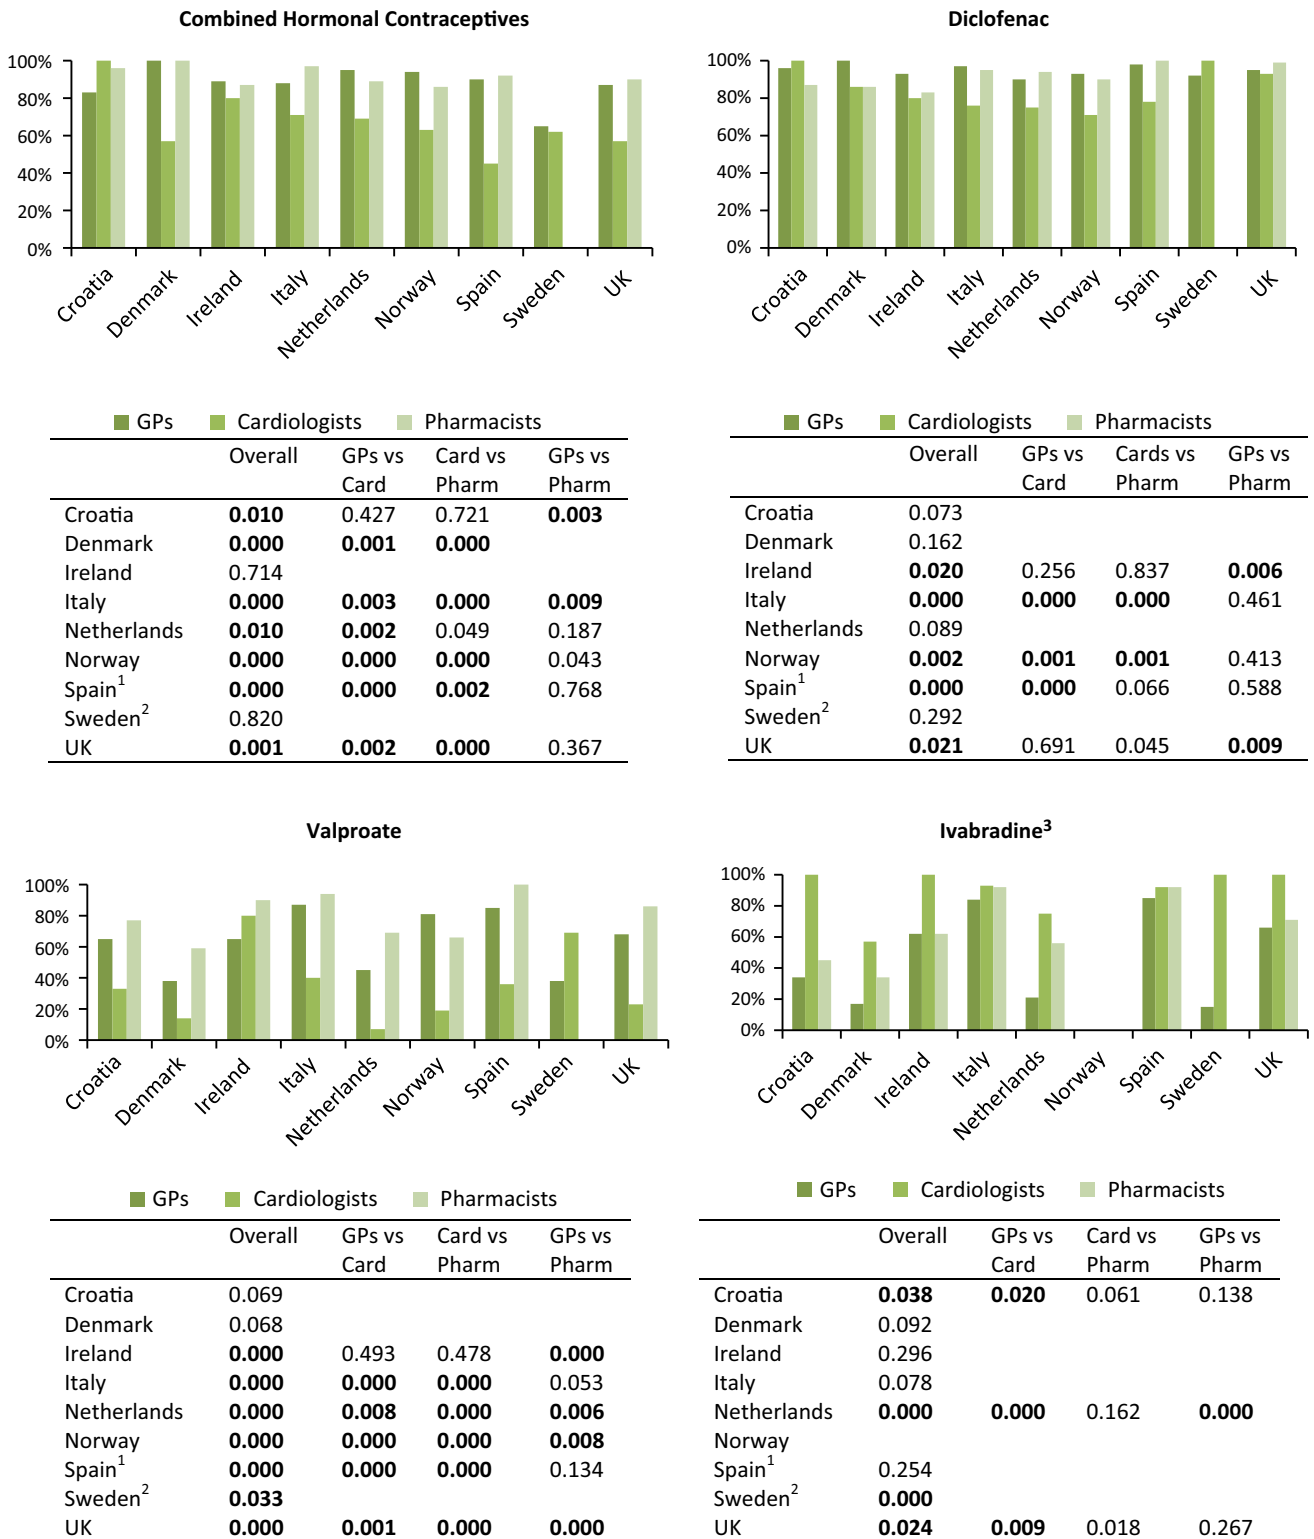 Combined Hormonal Contraceptives
100%
80%
60%
40%
20%
0%
Croatia
Denmark
Ireland
Italy
Netherlands
Norway
Spain
Sweden
UK
GPs Cardiologists Pharmacists
Overall GPs vs Card vs GPs vs
Card Pharm Pharm
Croatia 0.010 0.427 0.721 0.003
Denmark 0.000 0.001 0.000
Ireland 0.714
Italy 0.000 0.003 0.000 0.009
Netherlands 0.010 0.002 0.049 0.187
Norway 0.000 0.000 0.000 0.043
Spain1 0.000 0.000 0.002 0.768
Sweden2 0.820
UK 0.001 0.002 0.000 0.367
Diclofenac
100%
80%
60%
40%
20%
0%
Croatia
Denmark
Ireland
Italy
Netherlands
Norway
Spain
Sweden
UK
GPs Cardiologists Pharmacists
Overall GPs vs Cards vs GPs vs
Card Pharm Pharm
Croatia 0.073
Denmark 0.162
Ireland 0.020 0.256 0.837 0.006
Italy 0.000 0.000 0.000 0.461
Netherlands 0.089
Norway 0.002 0.001 0.001 0.413
Spain1 0.000 0.000 0.066 0.588
Sweden2 0.292
UK 0.021 0.691 0.045 0.009
Valproate
100%
80%
60%
40%
20%
0%
Croatia
Denmark
Ireland
Italy
Netherlands
Norway
Spain
Sweden
UK
GPs Cardiologists Pharmacists
Overall GPs vs Card vs GPs vs
Card Pharm Pharm
Croatia 0.069
Denmark 0.068
Ireland 0.000 0.493 0.478 0.000
Italy 0.000 0.000 0.000 0.053
Netherlands 0.000 0.008 0.000 0.006
Norway 0.000 0.000 0.000 0.008
Spain1 0.000 0.000 0.000 0.134
Sweden2 0.033
UK 0.000 0.001 0.000 0.000
Ivabradine3
100%
80%
60%
40%
20%
0%
Croatia
Denmark
Ireland
Italy
Netherlands
Norway
Spain
Sweden
UK
GPs Cardiologists Pharmacists
Overall GPs vs Card vs GPs vs
Card Pharm Pharm
Croatia 0.038 0.020 0.061 0.138
Denmark 0.092
Ireland 0.296
Italy 0.078
Netherlands 0.000 0.000 0.162 0.000
Norway
Spain1 0.254
Sweden2 0.000
UK 0.024 0.009 0.018 0.267